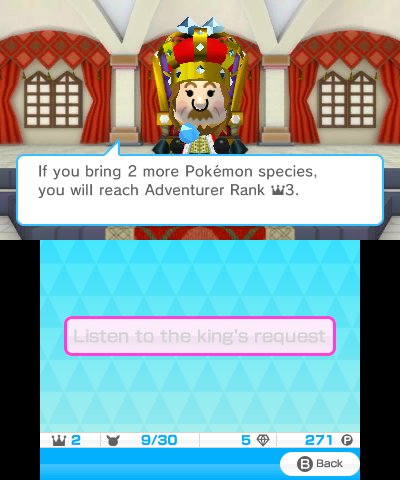 If you bring 2 more Pokémon species,
you will reach Adventurer Rank 3.
Listen to the king's request
2 9/30 5 271 P
B Back